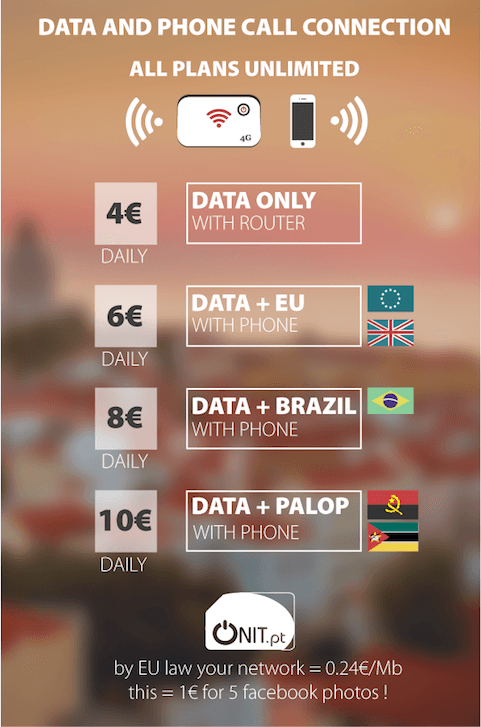 DATA AND PHONE CALL CONNECTION
ALL PLANS UNLIMITED
4G
4€
DAILY
DATA ONLY
WITH ROUTER
6€
DAILY
DATA + EU
WITH PHONE
8€
DAILY
DATA + BRAZIL
WITH PHONE
10€
DAILY
DATA + PALOP
WITH PHONE
ONIT.pt
by EU law your network = 0.24€/Mb
this = 1€ for 5 facebook photos !